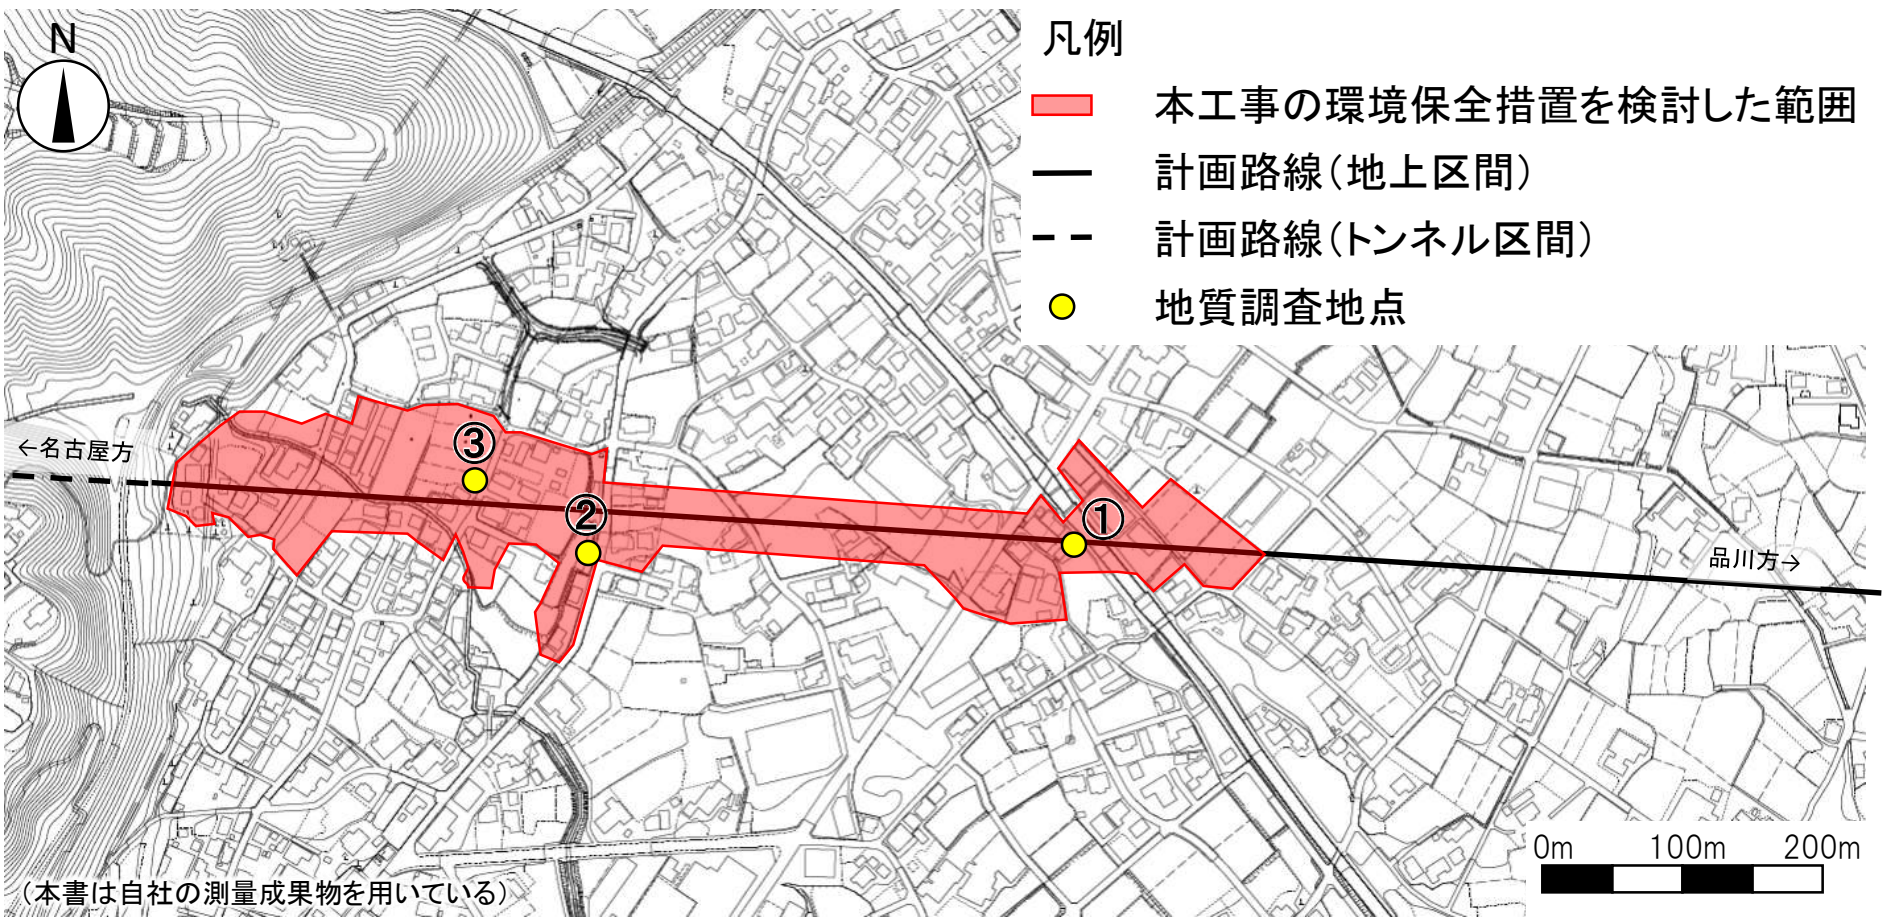 N
凡例
本工事の環境保全措置を検討した範囲
計画路線（地上区間）
計画路線（トンネル区間）
地質調査地点
←名古屋方
③
②
①
品川方→
0m 100m 200m
（本書は自社の測量成果物を用いている）